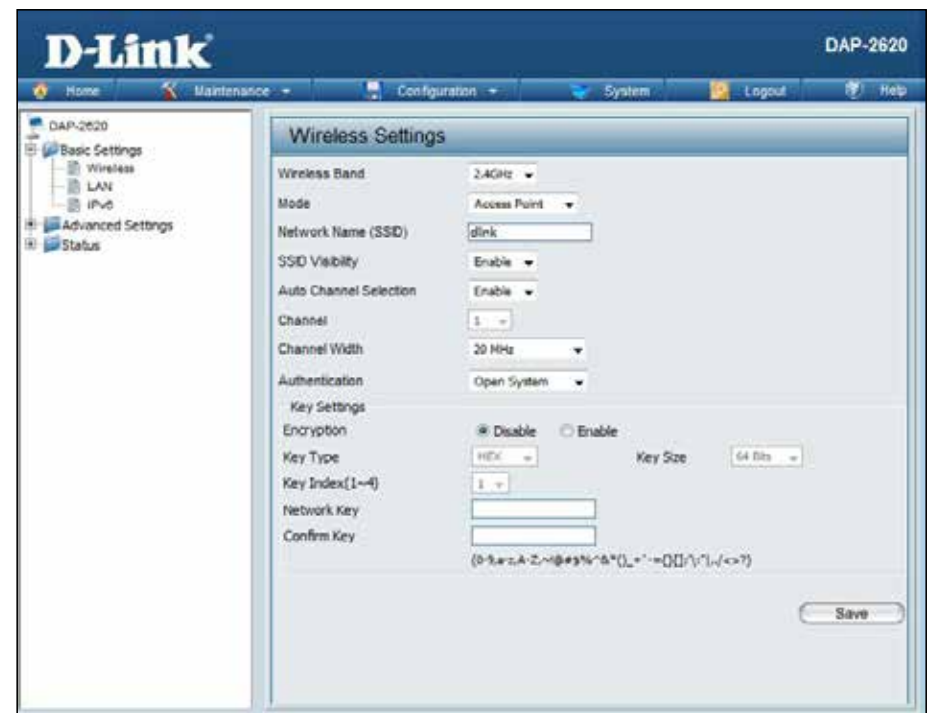 D-Link
DAP-2620
Home Maintenance Configuration System Logout Help
DAP-2620
Basic Settings
Wireless
LAN
IPv6
Advanced Settings
Status
Wireless Settings
Wireless Band 2.4GHz
Mode Access Point
Network Name (SSID) dlink
SSID Visibility Enable
Auto Channel Selection Enable
Channel 1
Channel Width 20 MHz
Authentication Open System
Key Settings
Encryption Disable Enable
Key Type HEX Key Size 64 Bits
Key Index(1~4) 1
Network Key
Confirm Key
Save